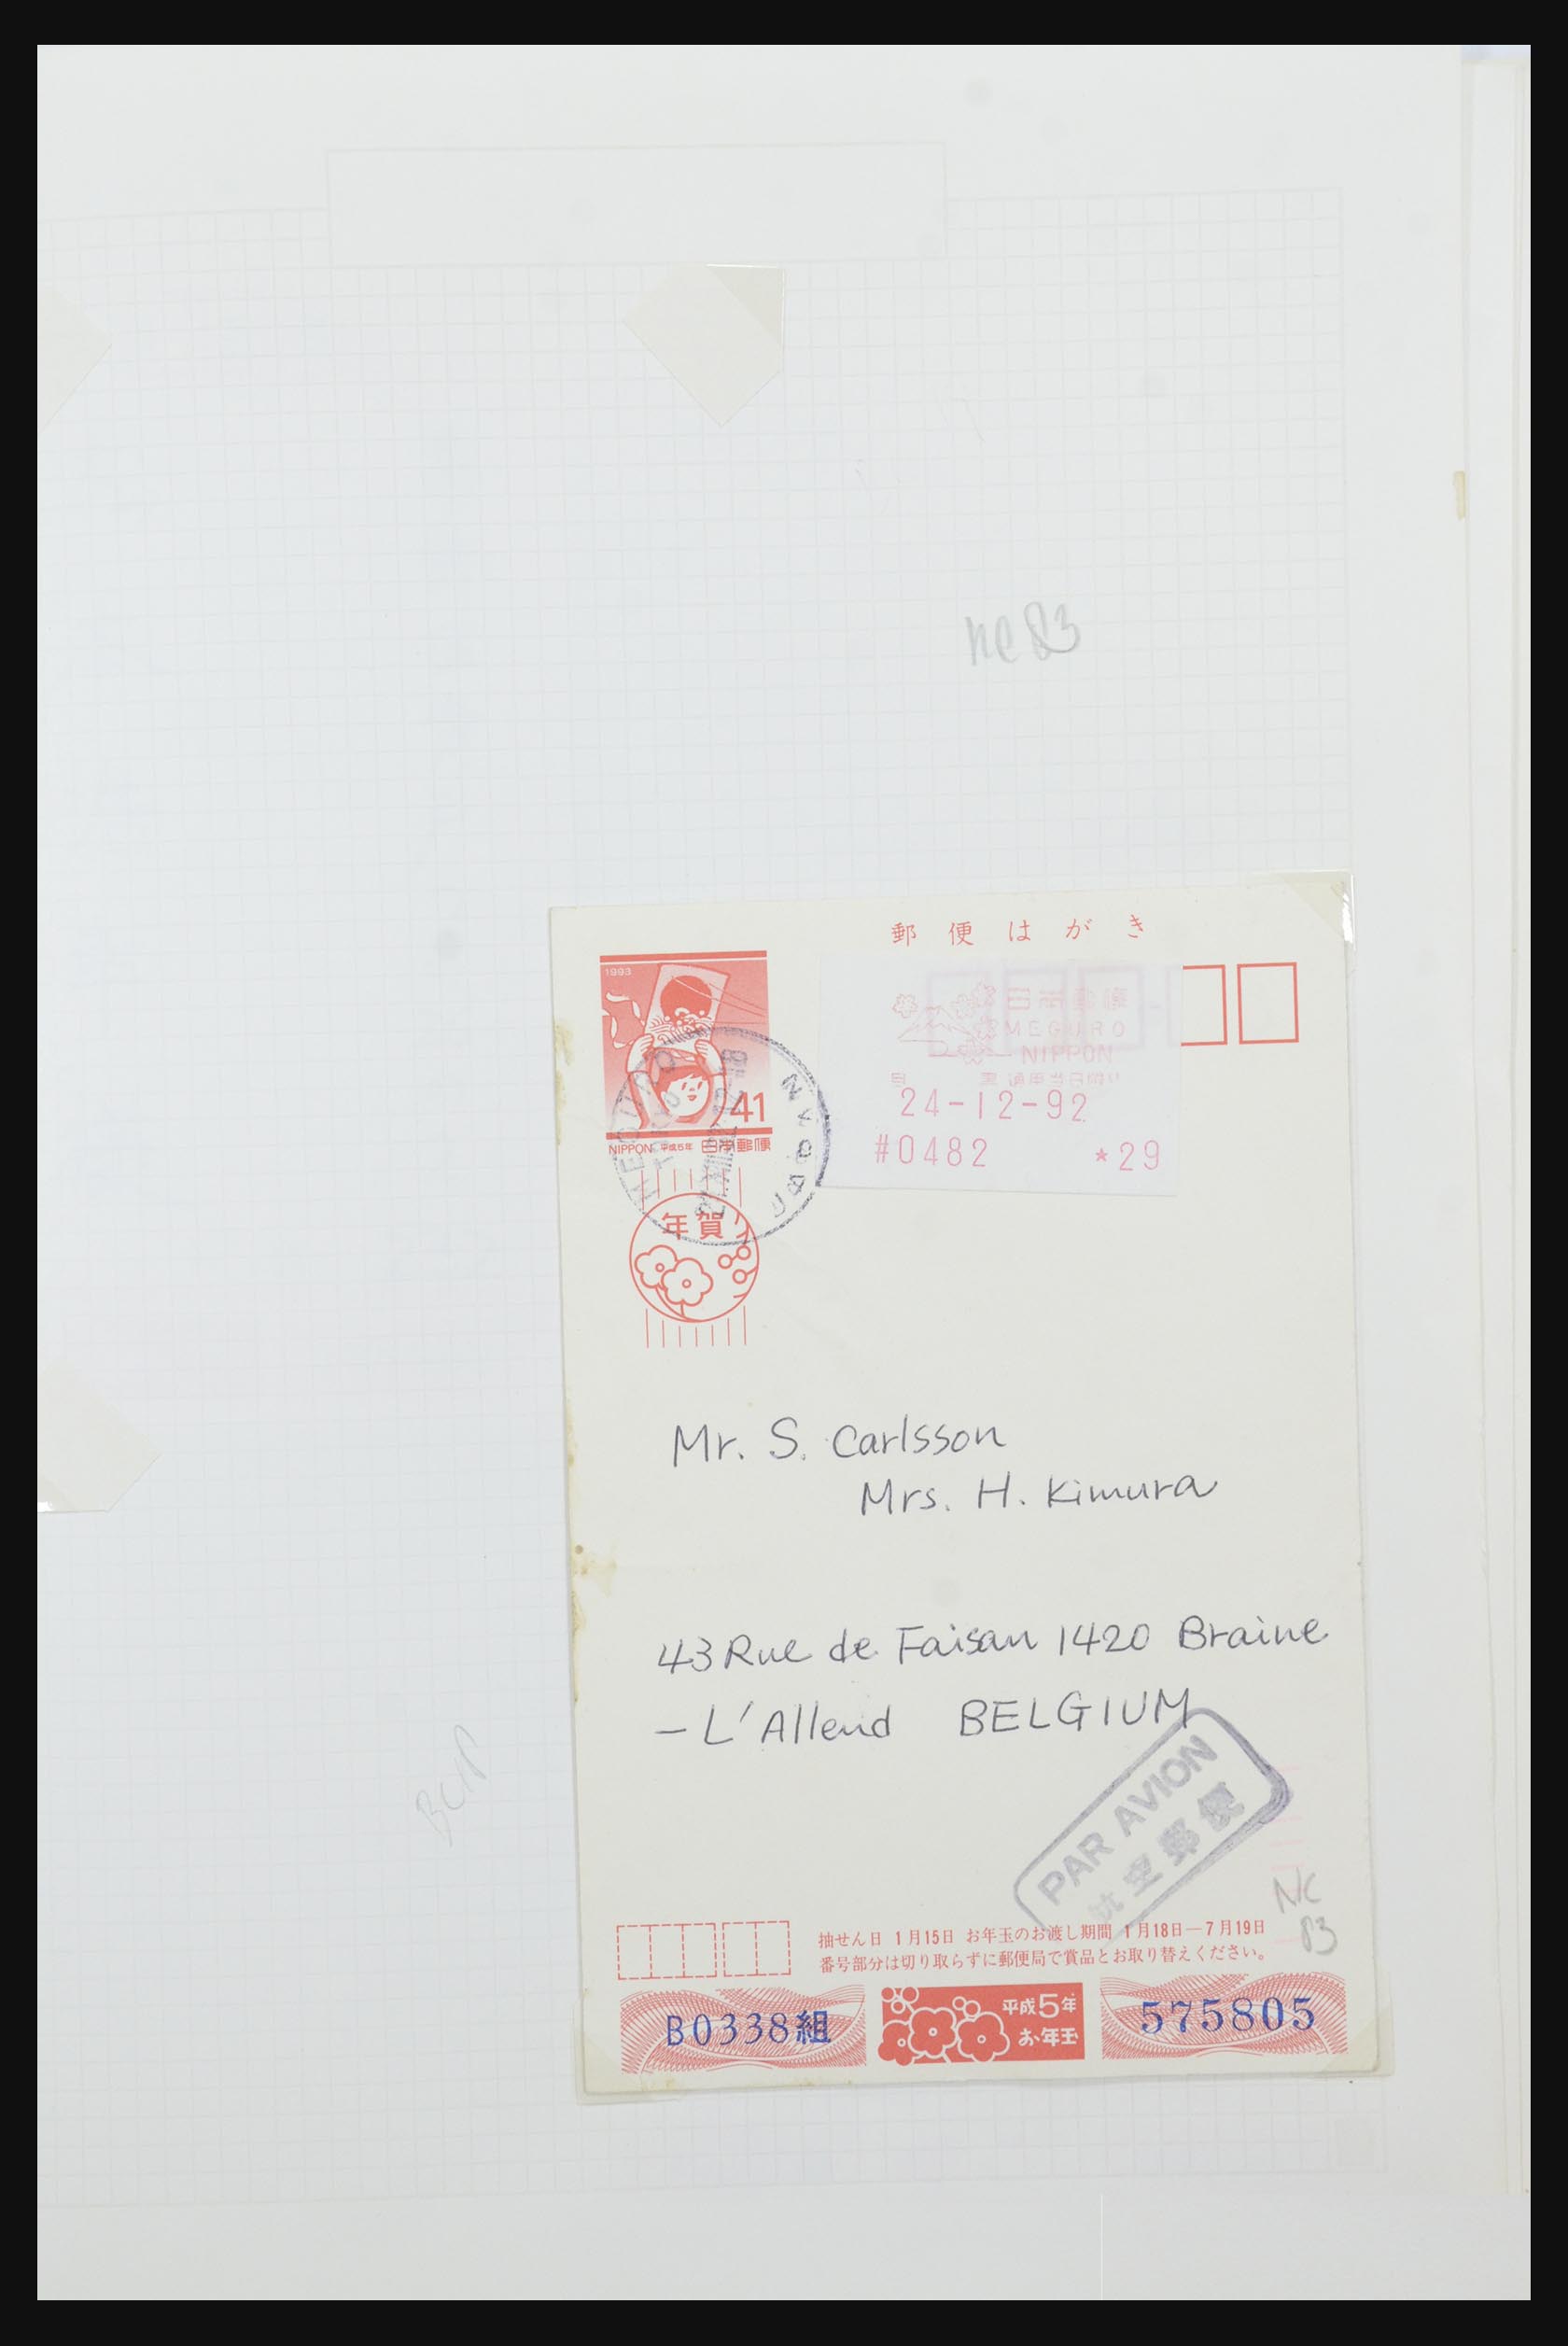 nc 83
郵便はがき
1993
41
NIPPON 平成5年 日本郵便
MEGURO
NIPPON
24-12-92
#0482 *29
MEGURO
年賀
Mr. S. Carlsson
Mrs. H. Kimura
43 Rue de Faisan 1420 Braine
- L'Alleud BELGIUM
PAR AVION
航空郵便
NC
83
抽せん日 1月15日 お年玉のお渡し期間 1月18日—7月19日
番号部分は切り取らずに郵便局で賞品とお取り替えください。
B0338組
平成5年
お年玉
575805